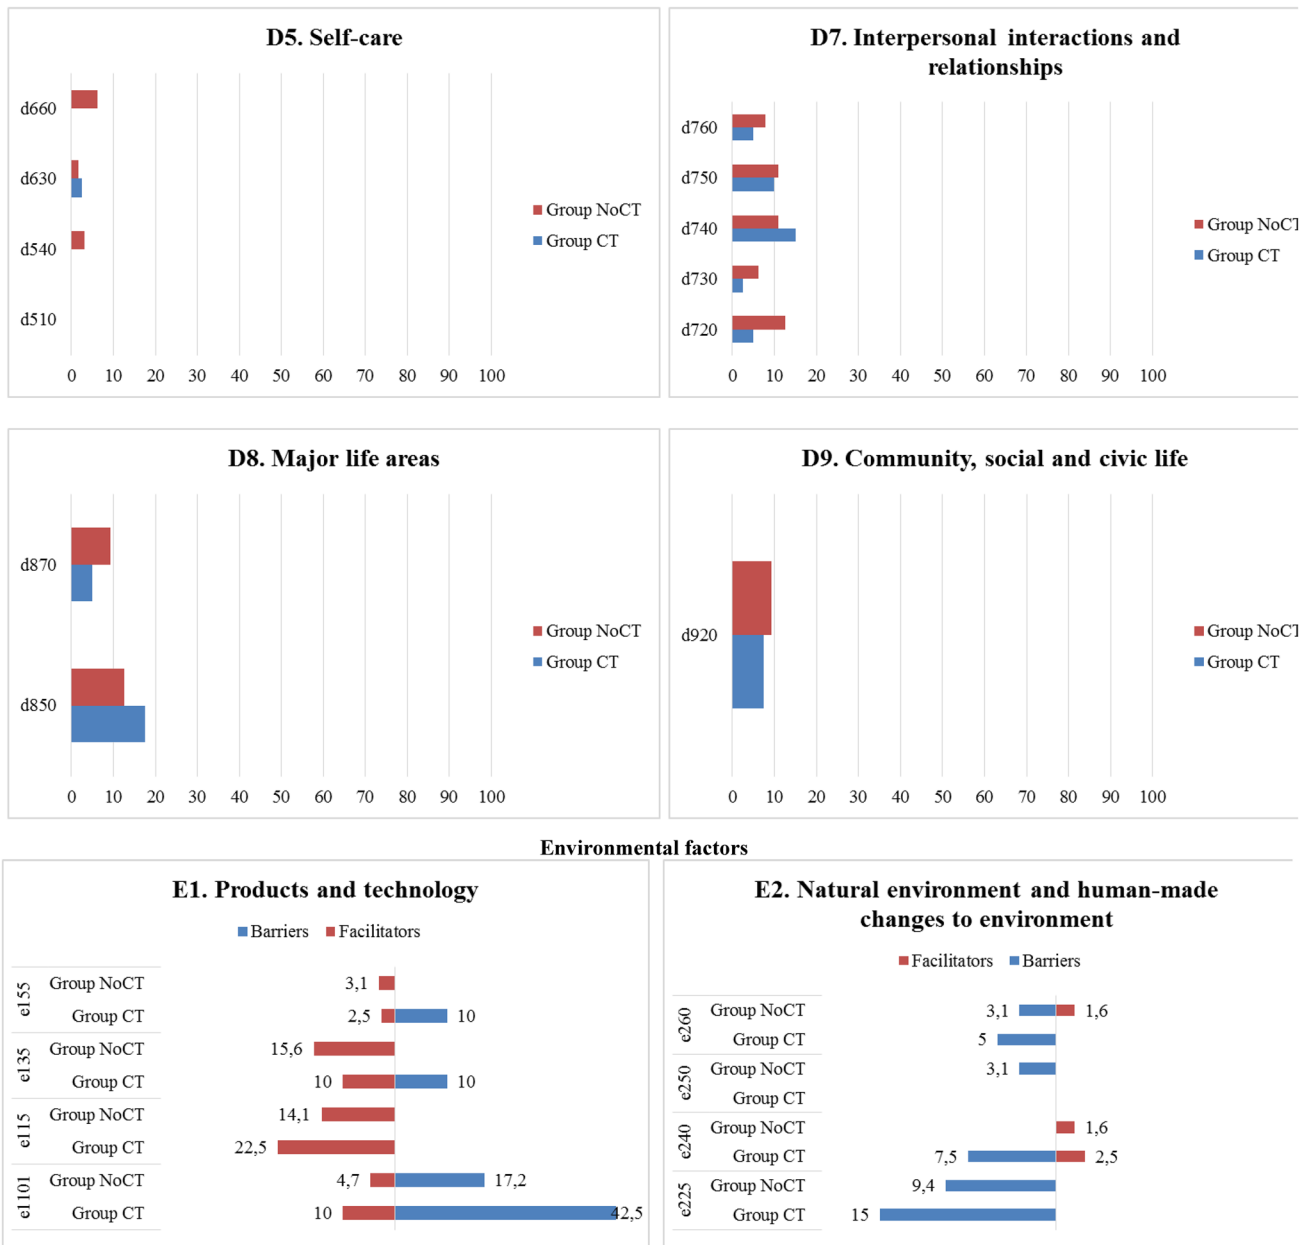 D5. Self-care
d660
d630
d540
d510
0 10 20 30 40 50 60 70 80 90 100
Group NoCT
Group CT
D7. Interpersonal interactions and
relationships
d760
d750
d740
d730
d720
0 10 20 30 40 50 60 70 80 90 100
Group NoCT
Group CT
D8. Major life areas
d870
d850
0 10 20 30 40 50 60 70 80 90 100
Group NoCT
Group CT
D9. Community, social and civic life
d920
0 10 20 30 40 50 60 70 80 90 100
Group NoCT
Group CT
Environmental factors
E1. Products and technology
Barriers Facilitators
e155
Group NoCT 3,1
Group CT 2,5 10
e135
Group NoCT 15,6
Group CT 10 10
e115
Group NoCT 14,1
Group CT 22,5
e1101
Group NoCT 4,7 17,2
Group CT 10 42,5
E2. Natural environment and human-made
changes to environment
Facilitators Barriers
e260
Group NoCT 3,1 1,6
Group CT 5
e250
Group NoCT 3,1
Group CT
e240
Group NoCT 1,6
Group CT 7,5 2,5
e225
Group NoCT 9,4
Group CT 15